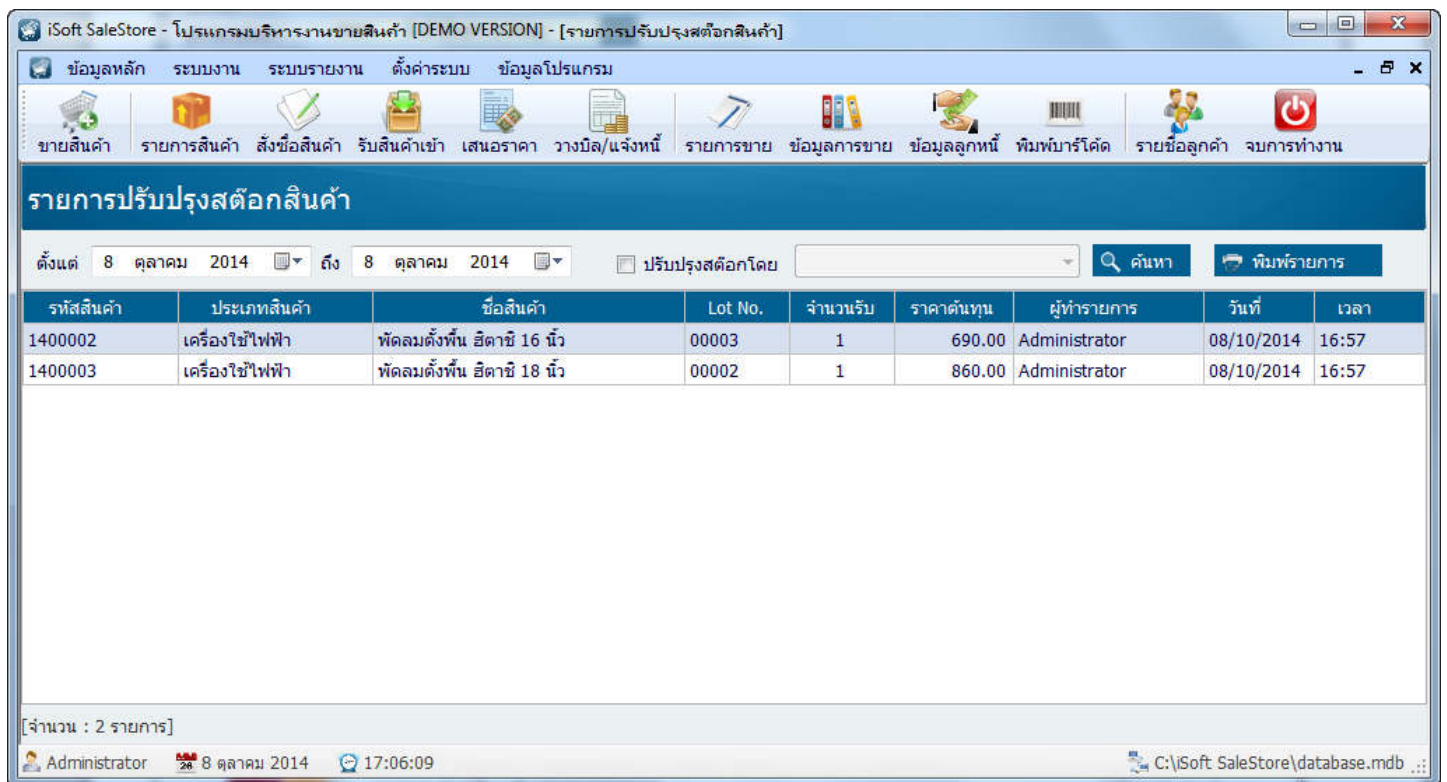 iSoft SaleStore - โปรแกรมบริหารงานขายสินค้า [DEMO VERSION] - [รายการปรับปรุงสต๊อกสินค้า]
ข้อมูลหลัก ระบบงาน ระบบรายงาน ตั้งค่าระบบ ข้อมูลโปรแกรม
ขายสินค้า รายการสินค้า สั่งซื้อสินค้า รับสินค้าเข้า เสนอราคา วางบิล/แจ้งหนี้ รายการขาย ข้อมูลการขาย ข้อมูลลูกหนี้ พิมพ์บาร์โค้ด รายชื่อลูกค้า จบการทำงาน
รายการปรับปรุงสต๊อกสินค้า
ตั้งแต่ 8 ตุลาคม 2014 ถึง 8 ตุลาคม 2014 ปรับปรุงสต๊อกโดย ค้นหา พิมพ์รายการ
รหัสสินค้า ประเภทสินค้า ชื่อสินค้า Lot No. จำนวนรับ ราคาต้นทุน ผู้ทำรายการ วันที่ เวลา
1400002 เครื่องใช้ไฟฟ้า พัดลมตั้งพื้น ฮิตาชิ 16 นิ้ว 00003 1 690.00 Administrator 08/10/2014 16:57
1400003 เครื่องใช้ไฟฟ้า พัดลมตั้งพื้น ฮิตาชิ 18 นิ้ว 00002 1 860.00 Administrator 08/10/2014 16:57
[จำนวน : 2 รายการ]
Administrator 8 ตุลาคม 2014 17:06:09 C:\iSoft SaleStore\database.mdb